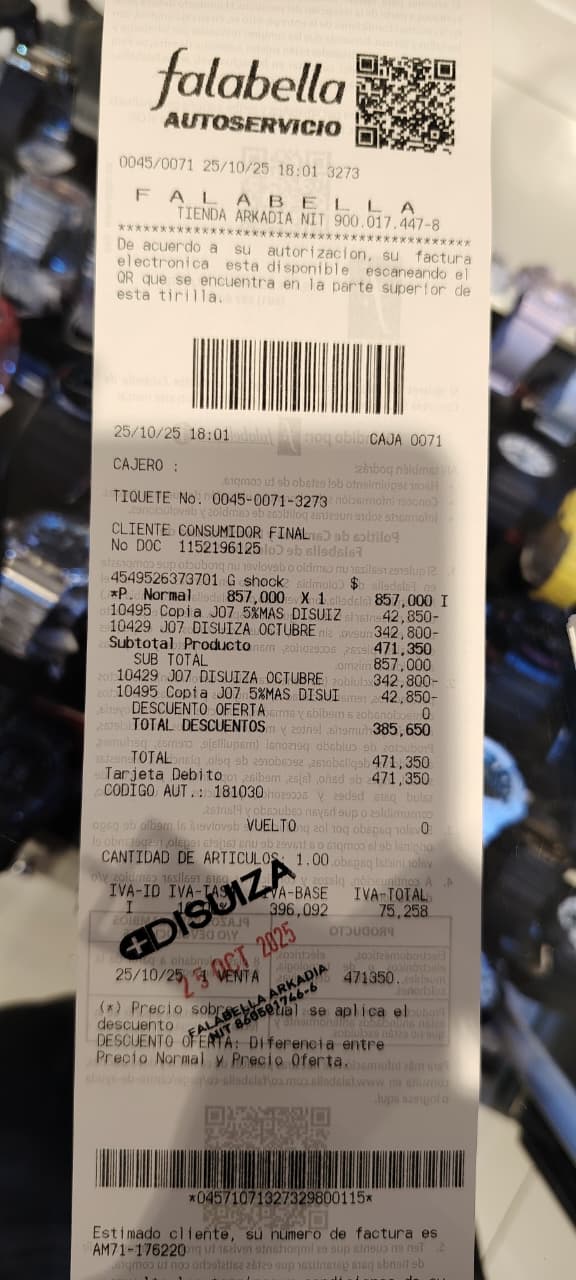 falabella
AUTOSERVICIO
0045/0071 25/10/25 18:01 3273
F A L A B E L L A
TIENDA ARKADIA NIT 900.017.447-8
******************************************
De acuerdo a su autorizacion, su factura
electronica esta disponible escaneando el
QR que se encuentra en la parte superior de
esta tirilla.
25/10/25 18:01 CAJA 0071
CAJERO :
TIQUETE No. 0045-0071-3273
CLIENTE CONSUMIDOR FINAL
No DOC 1152196125
4549526373701 G shock $
*P. Normal 857,000 X 1 857,000 I
10495 Copia J07 5%MAS DISUIZ 42,850-
10429 J07 DISUIZA OCTUBRE 342,800-
Subtotal Producto 471,350
SUB TOTAL 857,000
10429 J07 DISUIZA OCTUBRE 342,800-
10495 Copia J07 5%MAS DISUI 42,850-
DESCUENTO OFERTA 0
TOTAL DESCUENTOS 385,650
TOTAL 471,350
Tarjeta Debito 471,350
CODIGO AUT.: 181030
VUELTO 0
CANTIDAD DE ARTICULOS: 1.00
IVA-ID IVA-TASA IVA-BASE IVA-TOTAL
I 396,092 75,258
DISUIZA
25 OCT 2025
25/10/25 1 VENTA 471350.
FALABELLA ARKADIA
(*) Precio sobre el cual se aplica el
descuento
DESCUENTO OFERTA: Diferencia entre
Precio Normal y Precio Oferta.
*04571071327329800115*
Estimado cliente, su número de factura es
AM71-176220